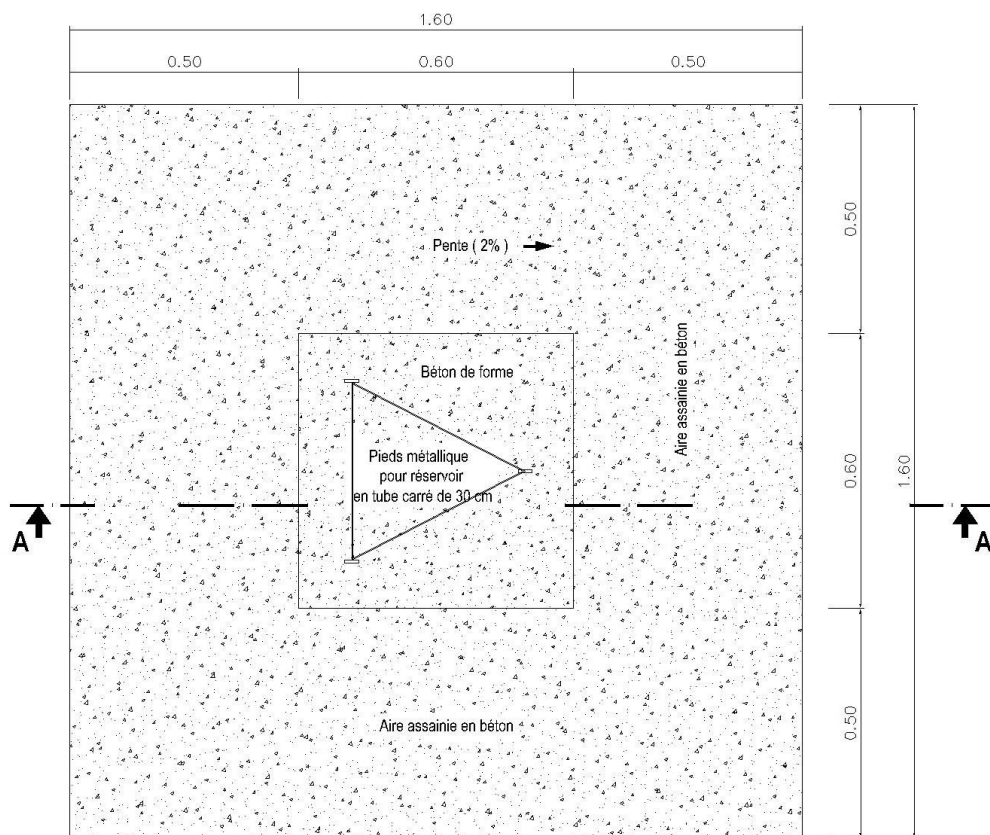 1.60
0.50
0.60
0.50
Pente ( 2% )
0.50
Béton de forme
Aire assainie en béton
Pieds métallique
pour réservoir
en tube carré de 30 cm
0.60
1.60
A
A
Aire assainie en béton
0.50